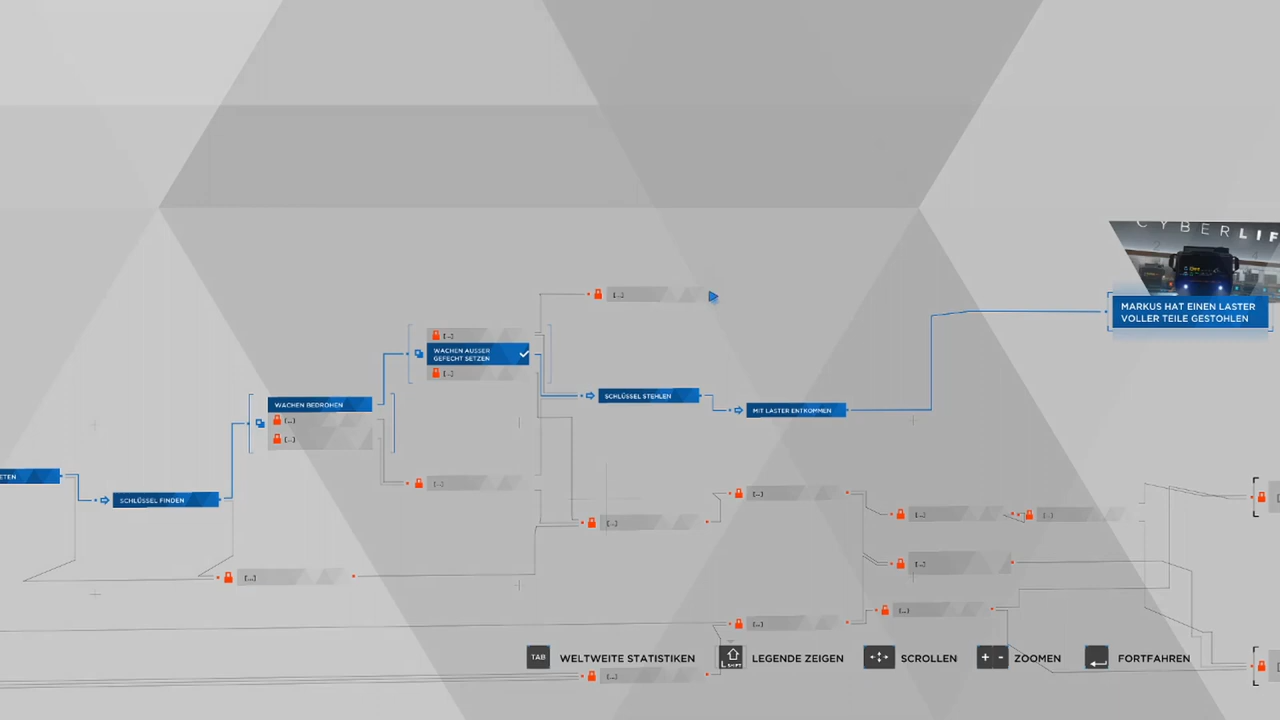 CYBERLIF
[...]
MARKUS HAT EINEN LASTER
VOLLER TEILE GESTOHLEN
[...]
WACHEN AUSSER
GEFECHT SETZEN
[...]
SCHLÜSSEL STEHLEN
WACHEN BEDROHEN
MIT LASTER ENTKOMMEN
[...]
[...]
ETEN
[...]
[...]
SCHLÜSSEL FINDEN
[...]
[...]
[...]
[...]
[...]
[...]
[...]
TAB WELTWEITE STATISTIKEN
LEGENDE ZEIGEN
SCROLLEN
+ - ZOOMEN
FORTFAHREN
[...]